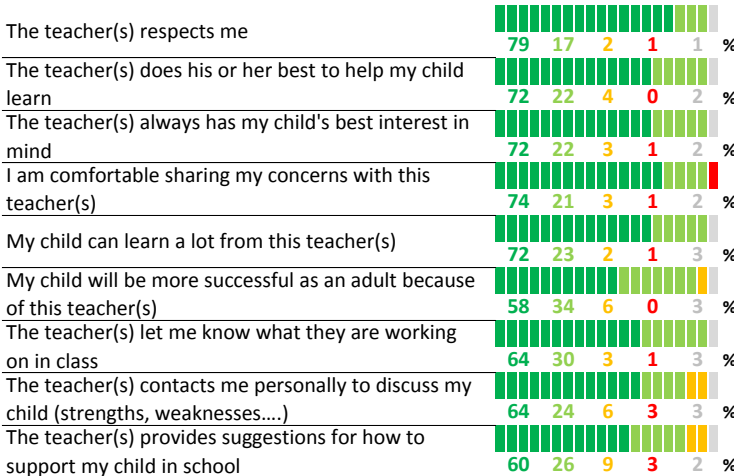 The teacher(s) respects me
79 17 2 1 1 %
The teacher(s) does his or her best to help my child
learn
72 22 4 0 2 %
The teacher(s) always has my child's best interest in
mind
72 22 3 1 2 %
I am comfortable sharing my concerns with this
teacher(s)
74 21 3 1 2 %
My child can learn a lot from this teacher(s)
72 23 2 1 3 %
My child will be more successful as an adult because
of this teacher(s)
58 34 6 0 3 %
The teacher(s) let me know what they are working
on in class
64 30 3 1 3 %
The teacher(s) contacts me personally to discuss my
child (strengths, weaknesses....)
64 24 6 3 3 %
The teacher(s) provides suggestions for how to
support my child in school
60 26 9 3 2 %